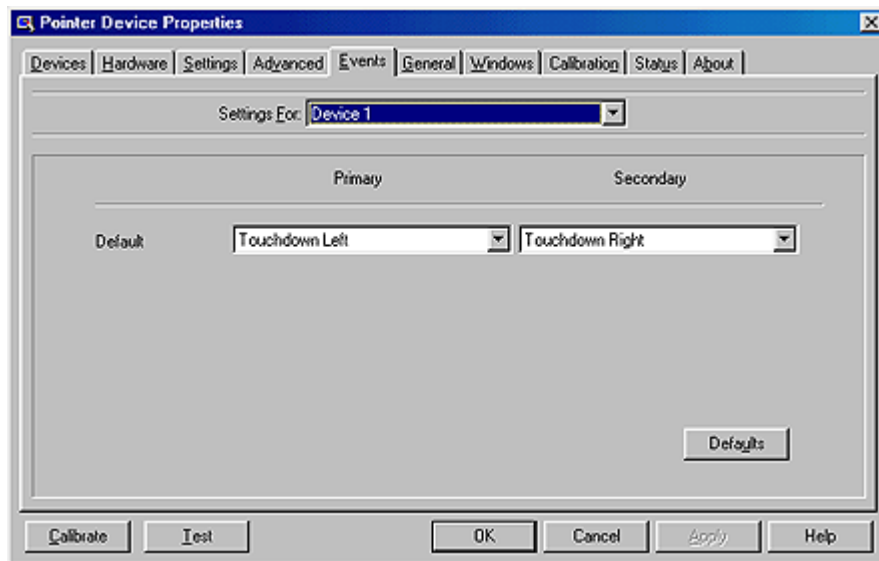 Pointer Device Properties
Devices Hardware Settings Advanced Events General Windows Calibration Status About
Settings For: Device 1
Primary Secondary
Default Touchdown Left Touchdown Right
Defaults
Calibrate Test OK Cancel Apply Help